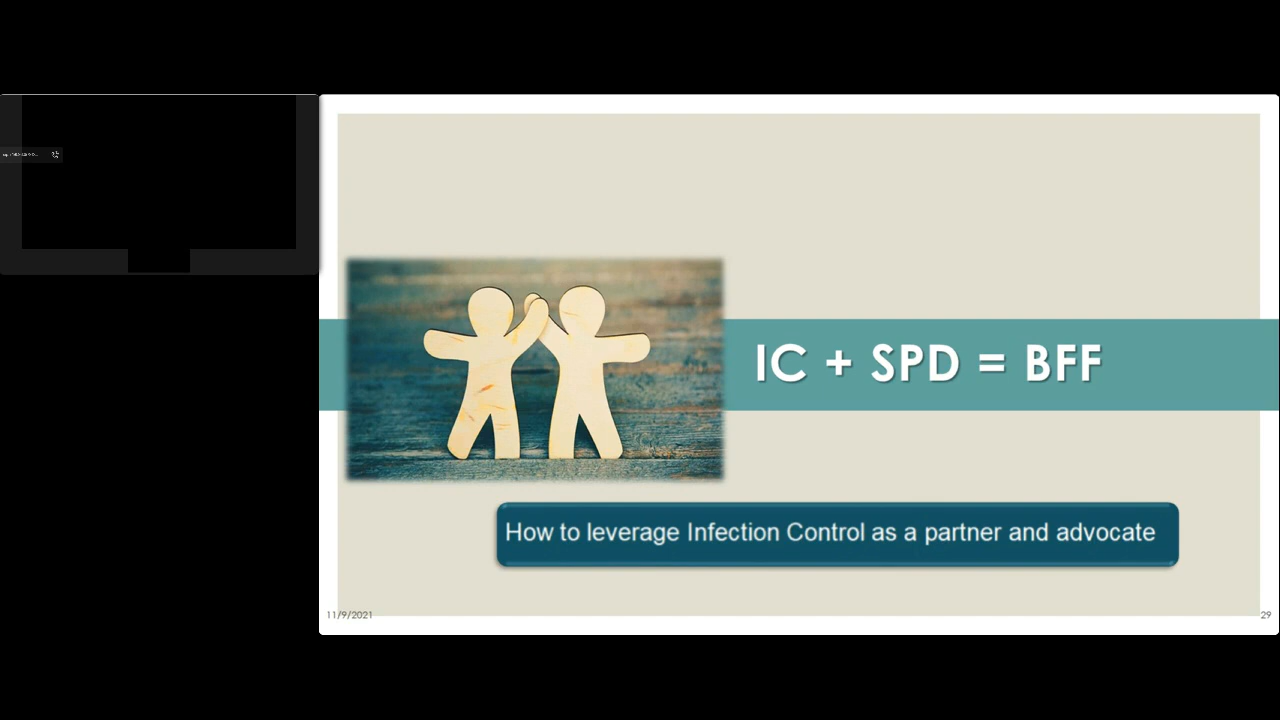 IC + SPD = BFF
How to leverage Infection Control as a partner and advocate
11/9/2021
29